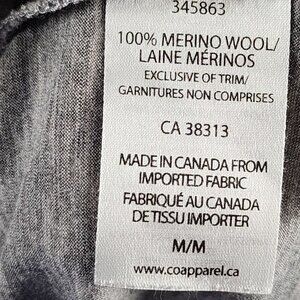 345863
100% MERINO WOOL/
LAINE MÉRINOS
EXCLUSIVE OF TRIM/
GARNITURES NON COMPRISES
CA 38313
MADE IN CANADA FROM
IMPORTED FABRIC
FABRIQUÉ AU CANADA
DE TISSU IMPORTER
M/M
www.coapparel.ca